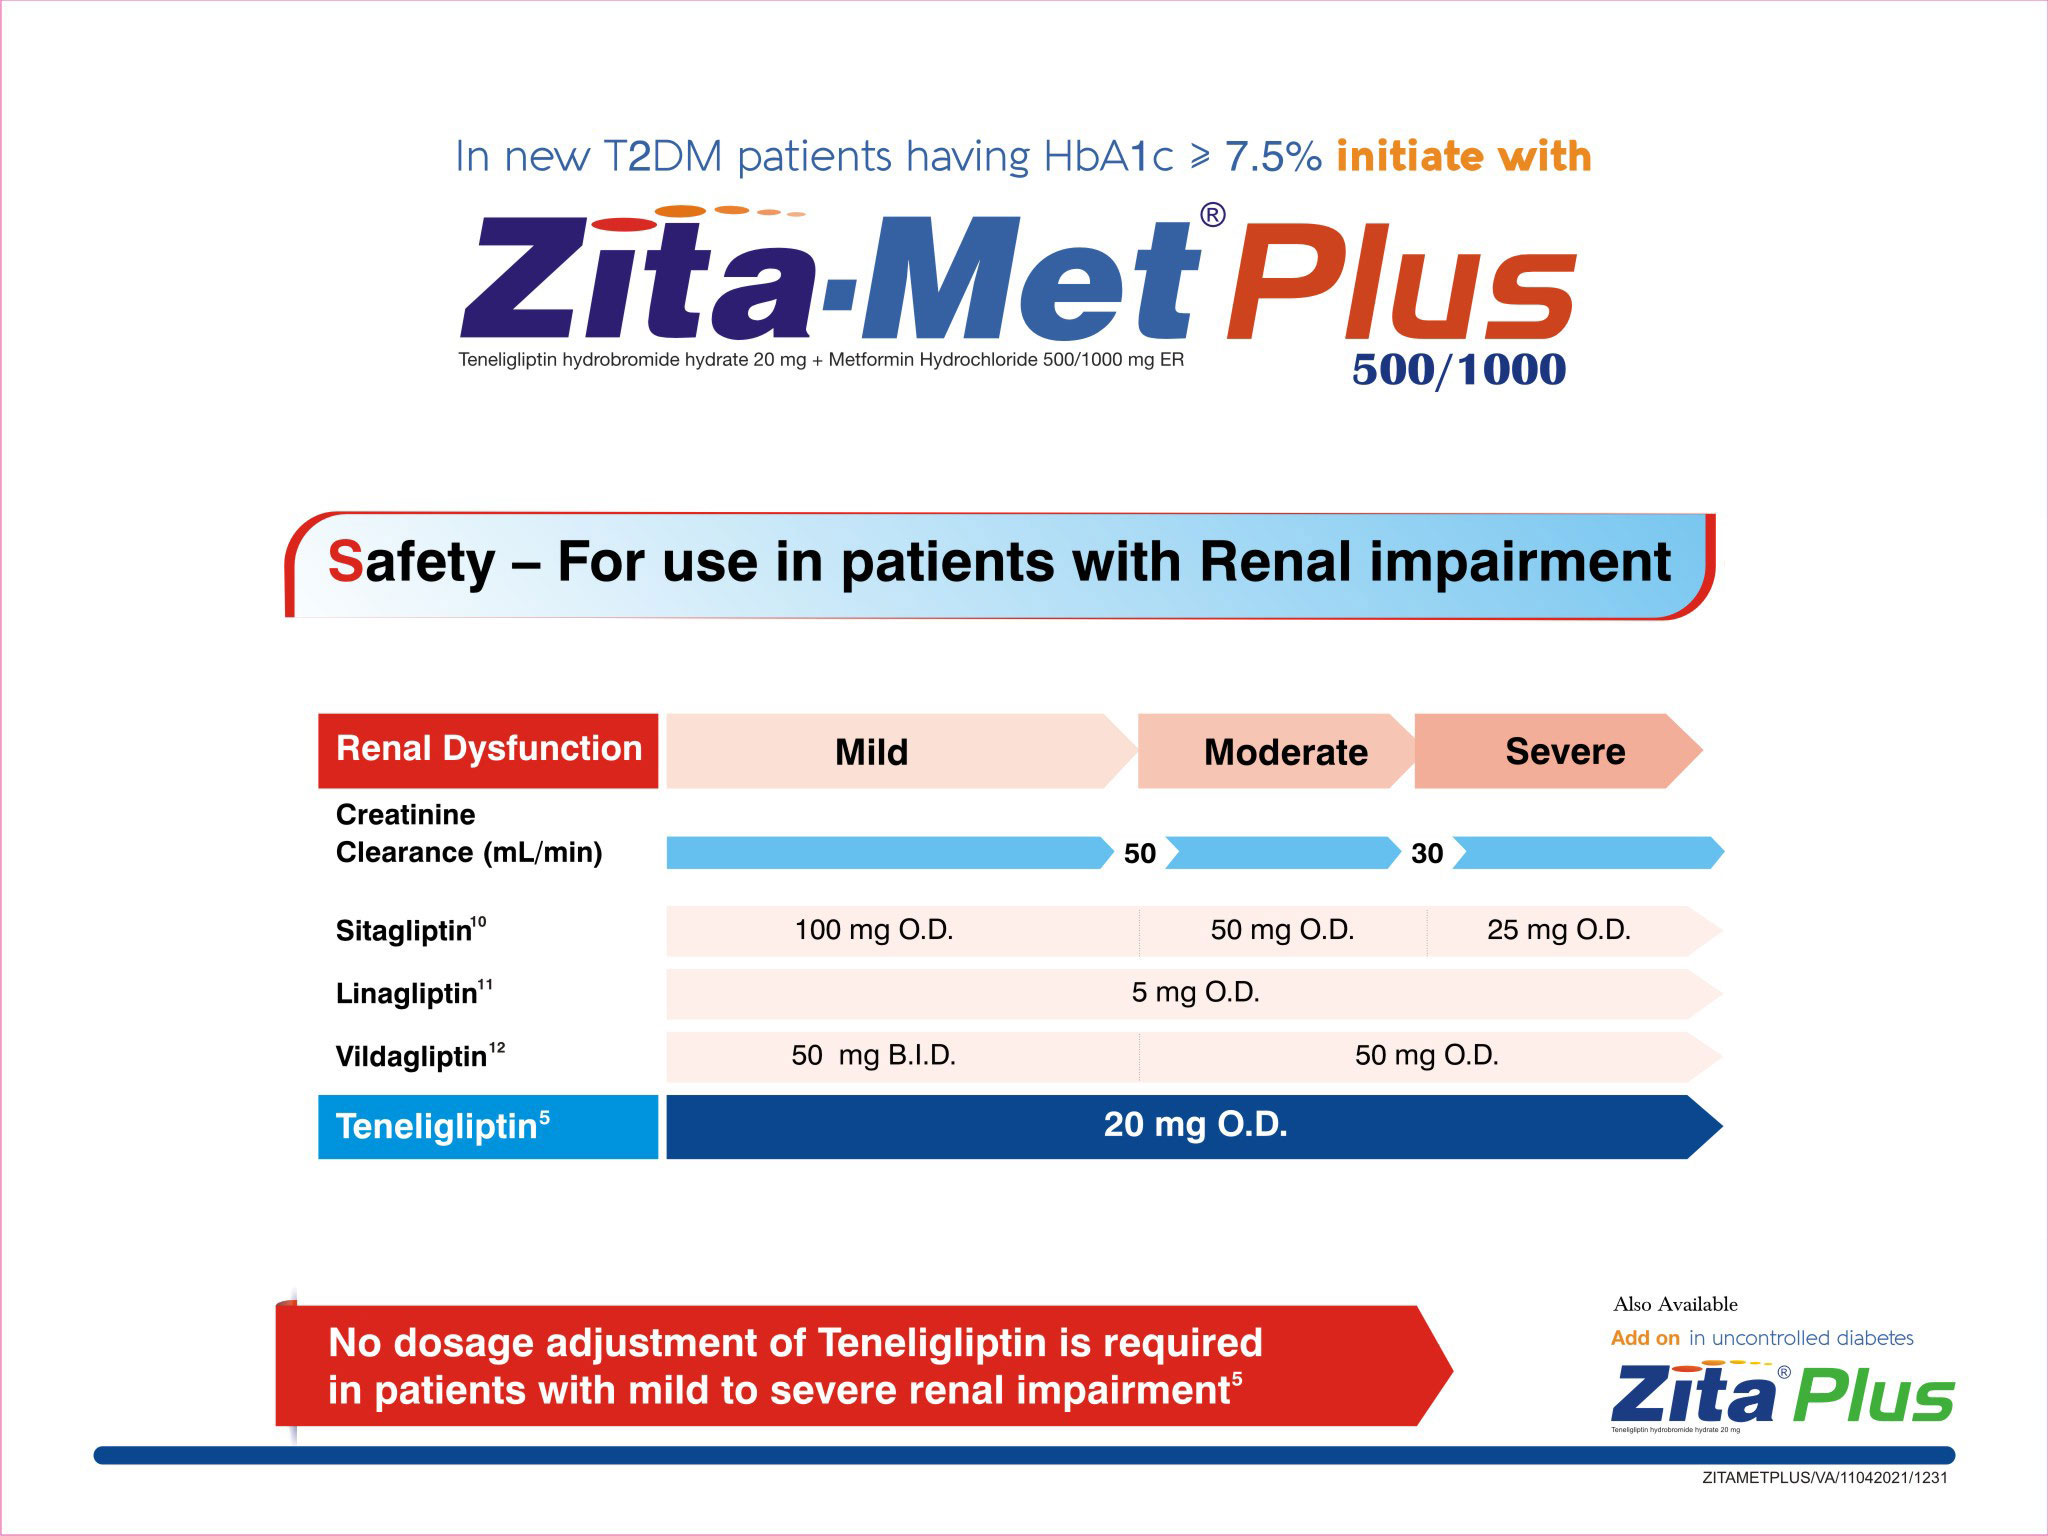 In new T2DM patients having HbA1c ⩾ 7.5% initiate with
Zita-Met® Plus
Teneligliptin hydrobromide hydrate 20 mg + Metformin Hydrochloride 500/1000 mg ER
500/1000
Safety – For use in patients with Renal impairment
Renal Dysfunction Mild Moderate Severe
Creatinine
Clearance (mL/min) 50 30
Sitagliptin10 100 mg O.D. 50 mg O.D. 25 mg O.D.
Linagliptin11 5 mg O.D.
Vildagliptin12 50 mg B.I.D. 50 mg O.D.
Teneligliptin5 20 mg O.D.
No dosage adjustment of Teneligliptin is required
in patients with mild to severe renal impairment5
Also Available
Add on in uncontrolled diabetes
Zita® Plus
Teneligliptin hydrobromide hydrate 20 mg
ZITAMETPLUS/VA/11042021/1231